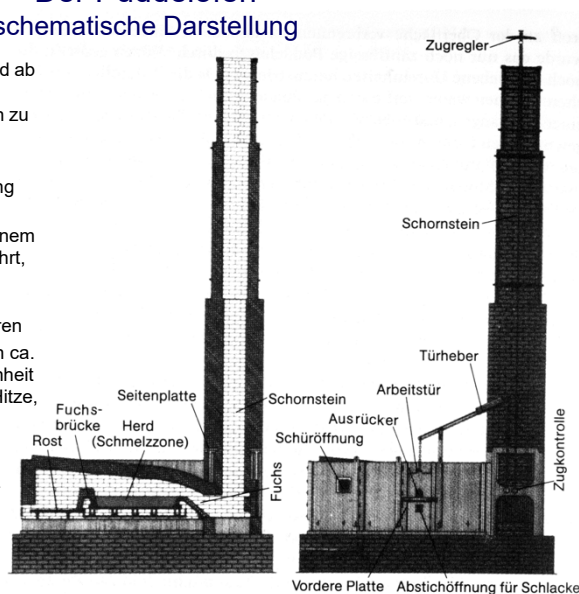 schematische Darstellung
d ab
n zu
ng
nem
hrt,
ren
n ca.
nheit
Hitze,
Zugregler
Schornstein
Türheber
Arbeitstür
Ausrücker
Schüröffnung
Zugkontrolle
Vordere Platte
Abstichöffnung für Schlacke
Seitenplatte
Schornstein
Fuchs-
brücke
Herd
(Schmelzzone)
Rost
Fuchs